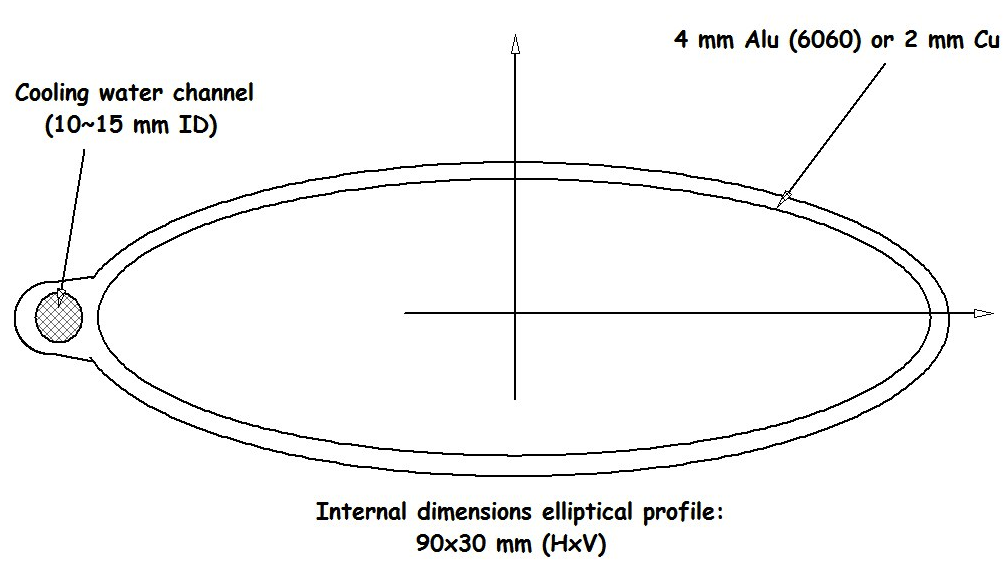 4 mm Alu (6060) or 2 mm Cu
Cooling water channel
(10~15 mm ID)
Internal dimensions elliptical profile:
90x30 mm (HxV)